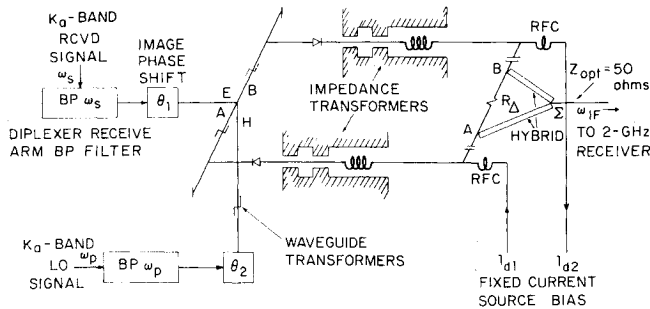 Ka-BAND
RCVD
SIGNAL
ωs
BP ωs
DIPLEXER RECEIVE
ARM BP FILTER
IMAGE
PHASE
SHIFT
θ1
E
A
B
H
IMPEDANCE
TRANSFORMERS
RFC
B
RΔ
A
HYBRID
Σ
RFC
Zopt=50
ohms
ωIF
TO 2-GHz
RECEIVER
Ka-BAND
LO
SIGNAL
ωp
BP ωp
θ2
WAVEGUIDE
TRANSFORMERS
Id1
Id2
FIXED CURRENT
SOURCE BIAS